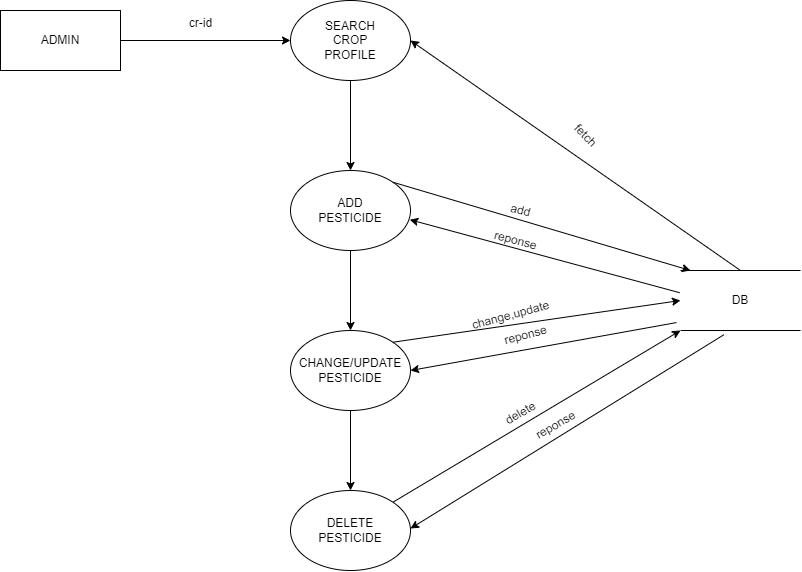 ADMIN
cr-id
SEARCH
CROP
PROFILE
fetch
ADD
PESTICIDE
add
reponse
DB
change,update
reponse
CHANGE/UPDATE
PESTICIDE
delete
reponse
DELETE
PESTICIDE